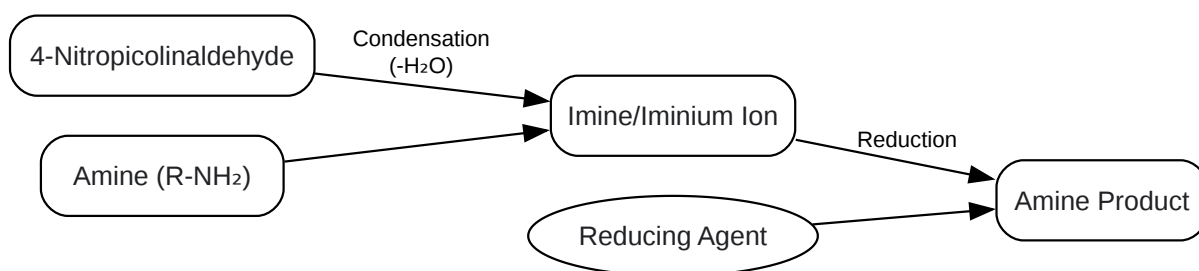 4-Nitropicolinaldehyde
Condensation
(-H₂O)
Amine (R-NH₂)
Imine/Iminium Ion
Reduction
Reducing Agent
Amine Product